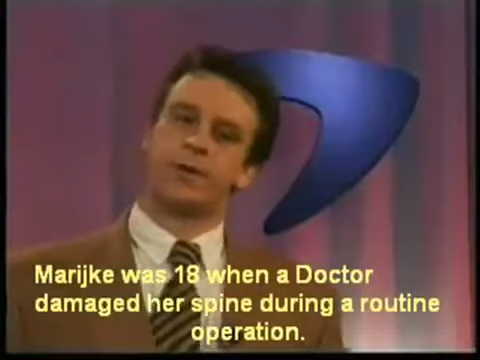 Marijke was 18 when a Doctor
damaged her spine during a routine
operation.